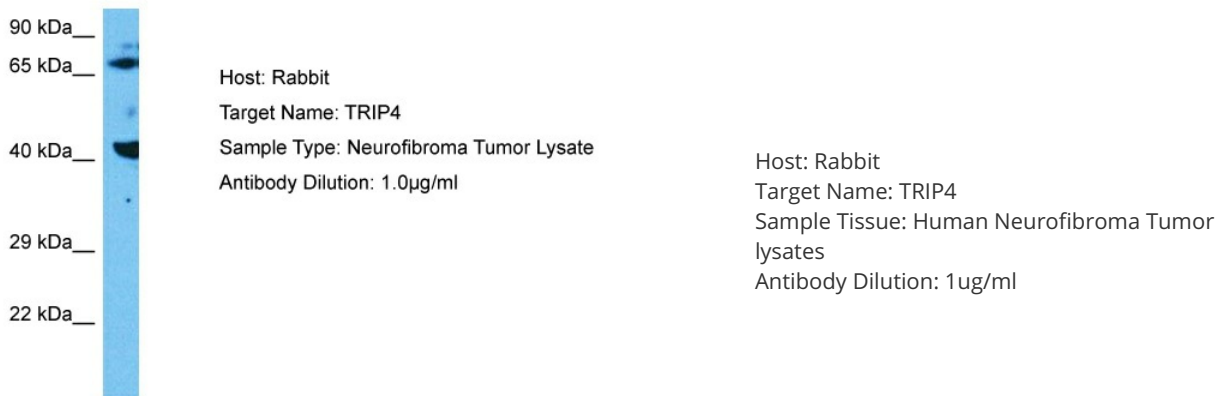 90 kDa__
65 kDa__
40 kDa__
29 kDa__
22 kDa__
Host: Rabbit
Target Name: TRIP4
Sample Type: Neurofibroma Tumor Lysate
Antibody Dilution: 1.0µg/ml
Host: Rabbit
Target Name: TRIP4
Sample Tissue: Human Neurofibroma Tumor
lysates
Antibody Dilution: 1ug/ml